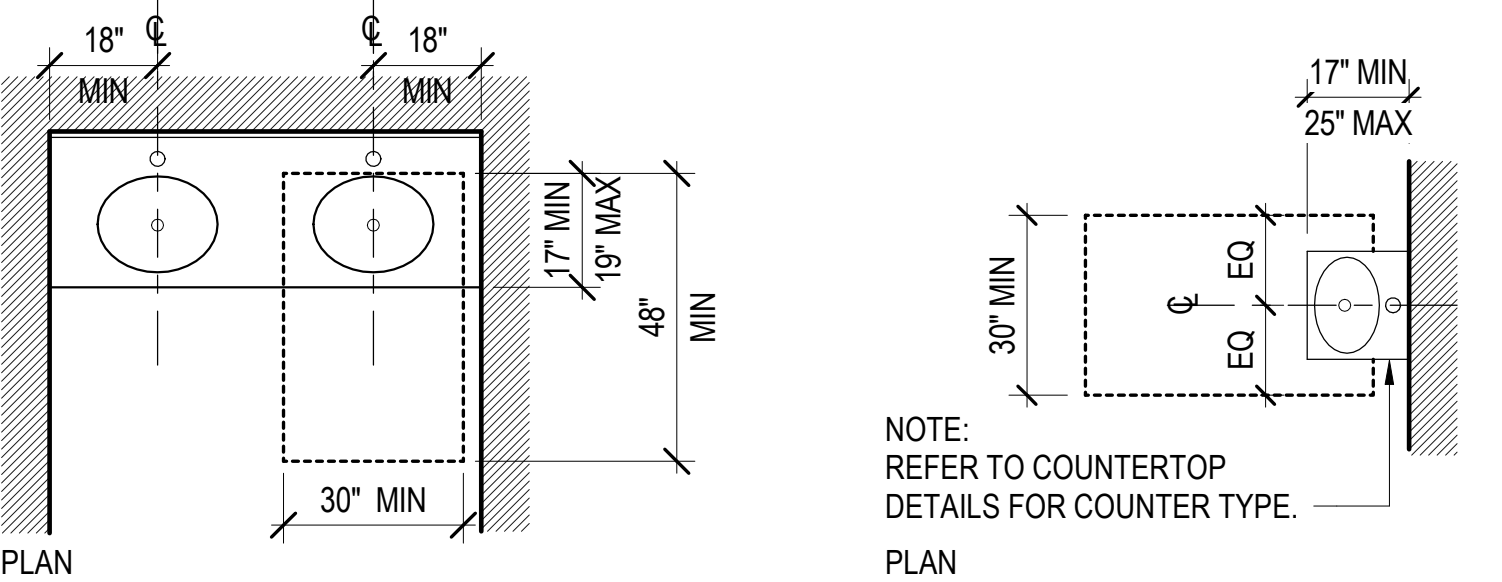 18" ℄ ℄ 18"
MIN MIN
17" MIN
19" MAX
48"
MIN
30" MIN
PLAN
17" MIN
25" MAX
30" MIN
℄
EQ
EQ
NOTE:
REFER TO COUNTERTOP
DETAILS FOR COUNTER TYPE.
PLAN